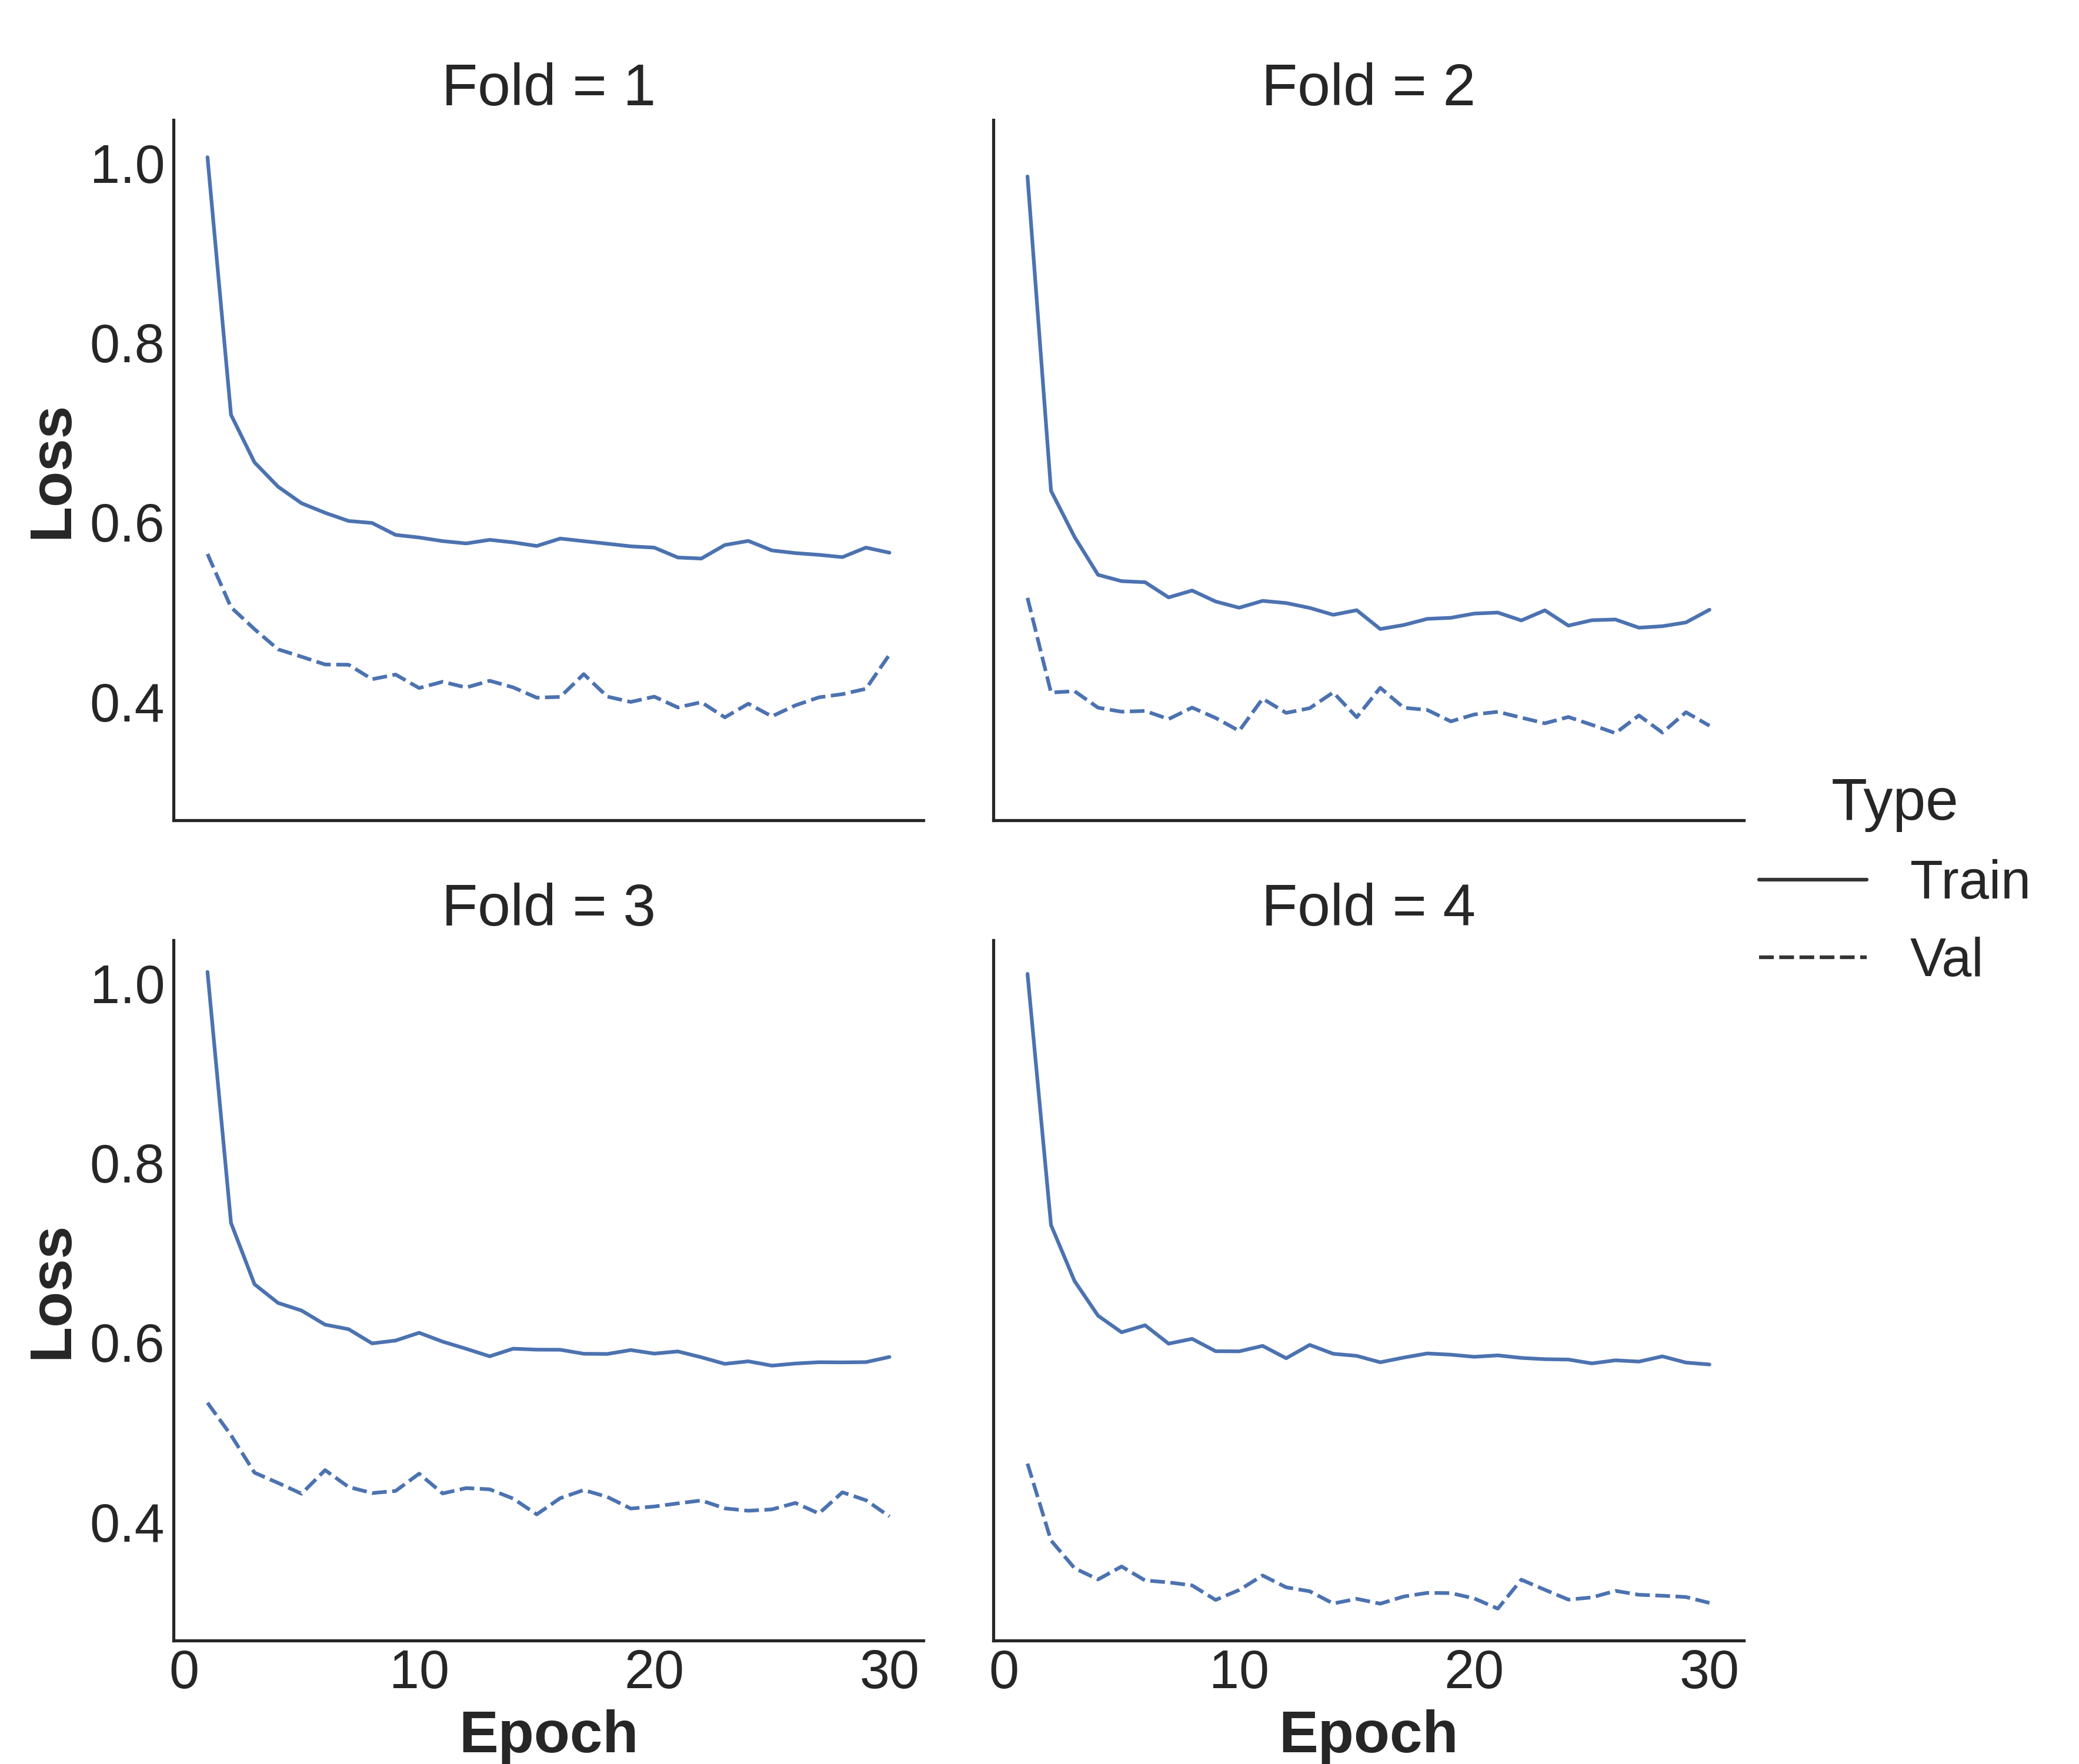 Fold = 1
Fold = 2
1.0
0.8
0.6
0.4
Loss
Type
Train
Val
Fold = 3
Fold = 4
1.0
0.8
0.6
0.4
Loss
0 10 20 30
0 10 20 30
Epoch
Epoch